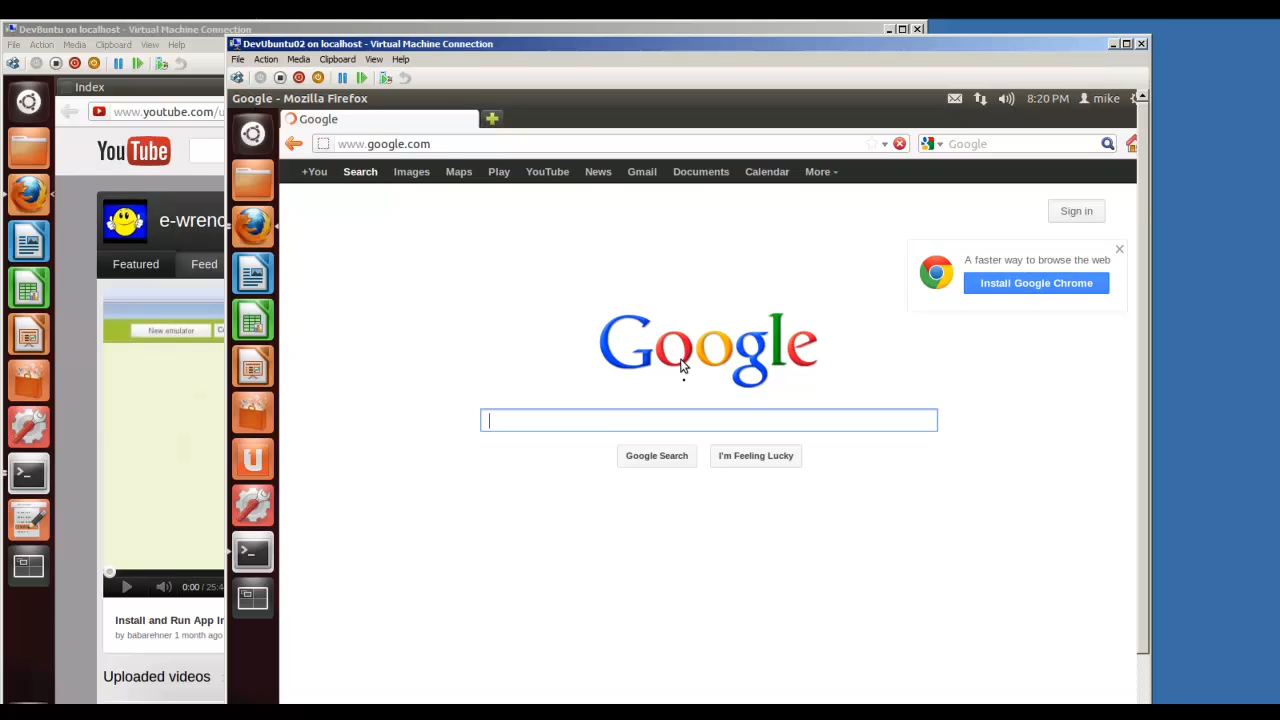 DevBuntu on localhost - Virtual Machine Connection
File Action Media Clipboard View Help
Index
www.youtube.com/u
You Tube
e-wrenc
Featured Feed
New emulator
0:00 / 25:4
Install and Run App In
by babarehner 1 month ago
Uploaded videos
DevUbuntu02 on localhost - Virtual Machine Connection
File Action Media Clipboard View Help
Google - Mozilla Firefox
8:20 PM mike
Google
www.google.com
Google
+You Search Images Maps Play YouTube News Gmail Documents Calendar More
Sign in
A faster way to browse the web
Install Google Chrome
Google
Google Search I'm Feeling Lucky